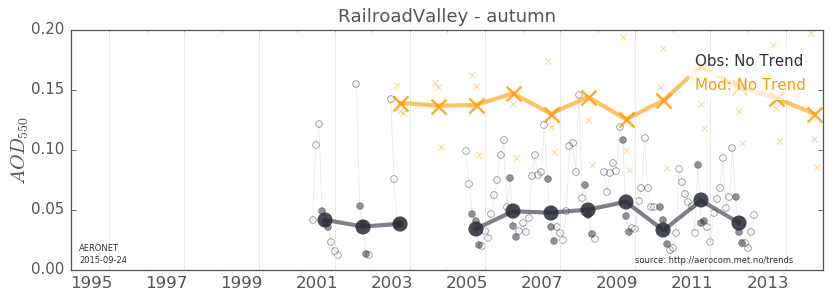 RailroadValley - autumn
0.20
0.15
0.10
0.05
0.00
AOD550
Obs: No Trend
Mod: No Trend
AERONET
2015-09-24
source: http://aerocom.met.no/trends
1995 1997 1999 2001 2002 2003 2005 2007 2009 2011 2013